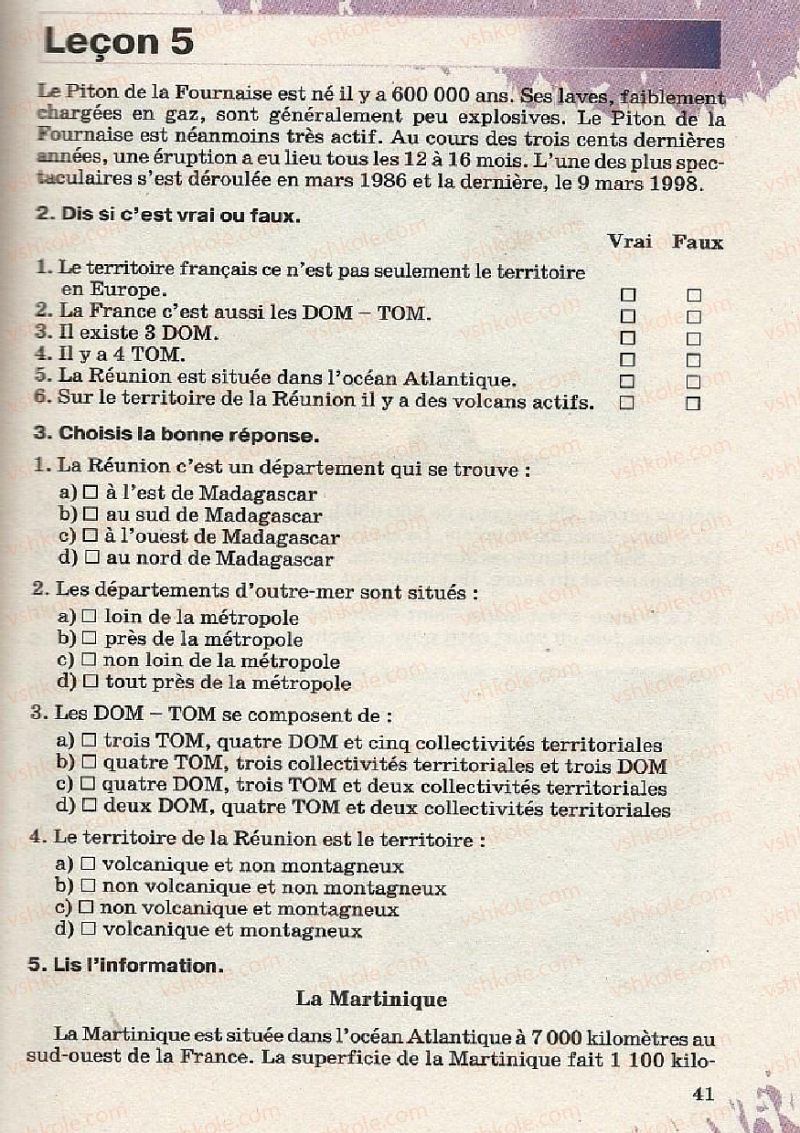 Leçon 5
Le Piton de la Fournaise est né il y a 600 000 ans. Ses laves, faiblement
chargées en gaz, sont généralement peu explosives. Le Piton de la
Fournaise est néanmoins très actif. Au cours des trois cents dernières
années, une éruption a eu lieu tous les 12 à 16 mois. L'une des plus spec-
taculaires s'est déroulée en mars 1986 et la dernière, le 9 mars 1998.
2. Dis si c'est vrai ou faux.
Vrai Faux
1. Le territoire français ce n'est pas seulement le territoire
en Europe. ☐ ☐
2. La France c'est aussi les DOM – TOM. ☐ ☐
3. Il existe 3 DOM. ☐ ☐
4. Il y a 4 TOM. ☐ ☐
5. La Réunion est située dans l'océan Atlantique. ☐ ☐
6. Sur le territoire de la Réunion il y a des volcans actifs. ☐ ☐
3. Choisis la bonne réponse.
1. La Réunion c'est un département qui se trouve :
a) ☐ à l'est de Madagascar
b) ☐ au sud de Madagascar
c) ☐ à l'ouest de Madagascar
d) ☐ au nord de Madagascar
2. Les départements d'outre-mer sont situés :
a) ☐ loin de la métropole
b) ☐ près de la métropole
c) ☐ non loin de la métropole
d) ☐ tout près de la métropole
3. Les DOM – TOM se composent de :
a) ☐ trois TOM, quatre DOM et cinq collectivités territoriales
b) ☐ quatre TOM, trois collectivités territoriales et trois DOM
c) ☐ quatre DOM, trois TOM et deux collectivités territoriales
d) ☐ deux DOM, quatre TOM et deux collectivités territoriales
4. Le territoire de la Réunion est le territoire :
a) ☐ volcanique et non montagneux
b) ☐ non volcanique et non montagneux
c) ☐ non volcanique et montagneux
d) ☐ volcanique et montagneux
5. Lis l'information.
La Martinique
La Martinique est située dans l'océan Atlantique à 7 000 kilomètres au
sud-ouest de la France. La superficie de la Martinique fait 1 100 kilo-
41